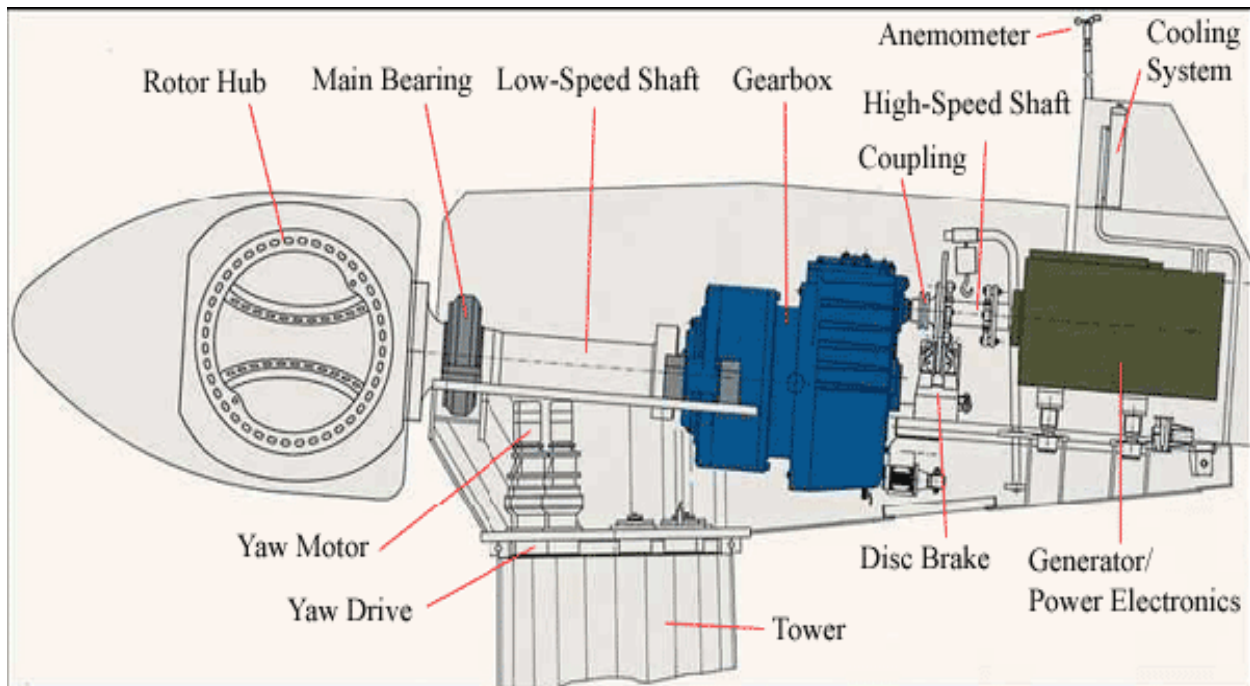 Anemometer
Cooling
System
Rotor Hub
Main Bearing
Low-Speed Shaft
Gearbox
High-Speed Shaft
Coupling
Yaw Motor
Yaw Drive
Tower
Disc Brake
Generator/
Power Electronics